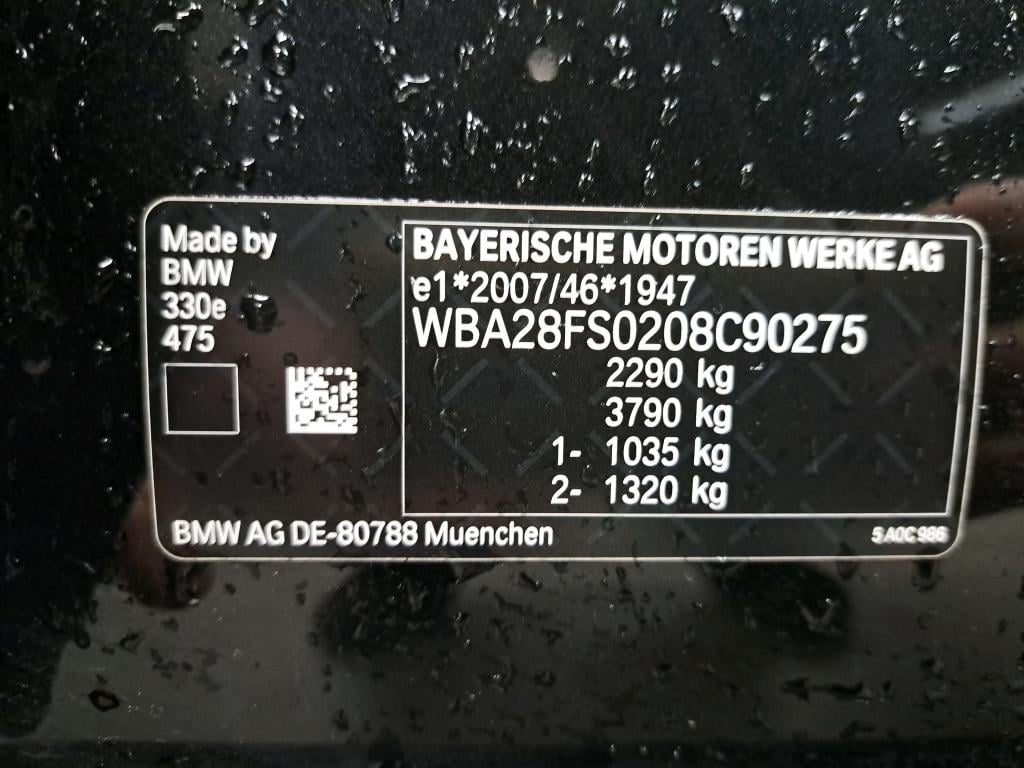 Made by
BMW
330e
475
BAYERISCHE MOTOREN WERKE AG
e1*2007/46*1947
WBA28FS0208C90275
2290 kg
3790 kg
1- 1035 kg
2- 1320 kg
BMW AG DE-80788 Muenchen
5A0C986